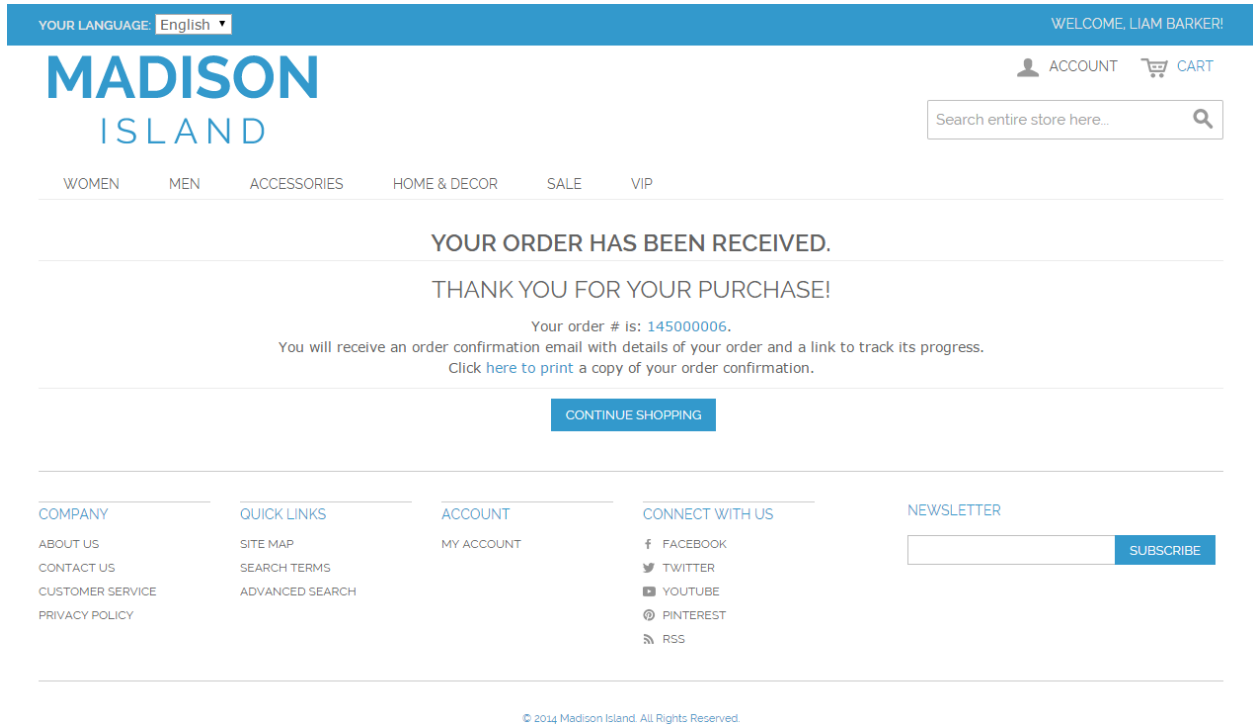 YOUR LANGUAGE: English
WELCOME, LIAM BARKER!
MADISON
ISLAND
ACCOUNT
CART
Search entire store here...
WOMEN MEN ACCESSORIES HOME & DECOR SALE VIP
YOUR ORDER HAS BEEN RECEIVED.
THANK YOU FOR YOUR PURCHASE!
Your order # is: 145000006.
You will receive an order confirmation email with details of your order and a link to track its progress.
Click here to print a copy of your order confirmation.
CONTINUE SHOPPING
COMPANY
ABOUT US
CONTACT US
CUSTOMER SERVICE
PRIVACY POLICY
QUICK LINKS
SITE MAP
SEARCH TERMS
ADVANCED SEARCH
ACCOUNT
MY ACCOUNT
CONNECT WITH US
FACEBOOK
TWITTER
YOUTUBE
PINTEREST
RSS
NEWSLETTER
SUBSCRIBE
© 2014 Madison Island. All Rights Reserved.